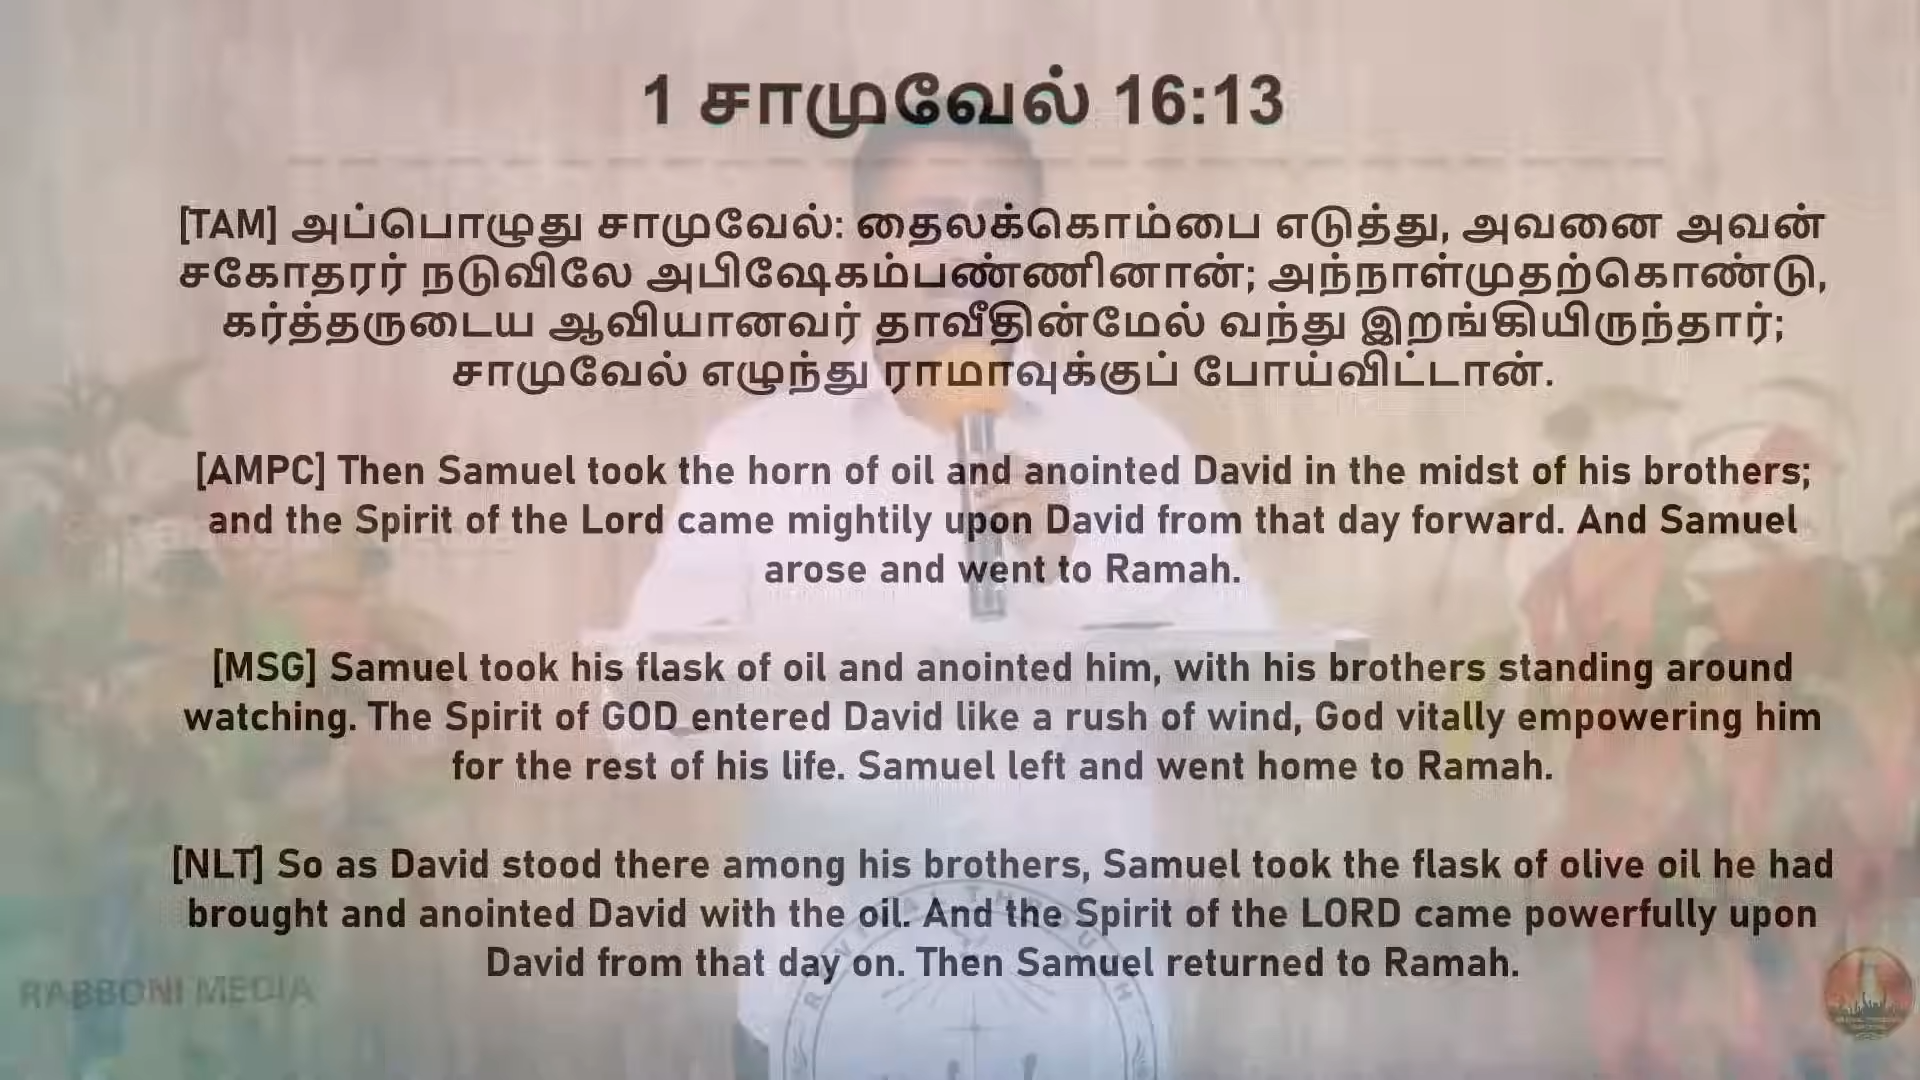 1 சாமுவேல் 16:13
[TAM] அப்பொழுது சாமுவேல்: தைலக்கொம்பை எடுத்து, அவனை அவன்
சகோதரர் நடுவிலே அபிஷேகம்பண்ணினான்; அந்நாள்முதற்கொண்டு,
கர்த்தருடைய ஆவியானவர் தாவீதின்மேல் வந்து இறங்கியிருந்தார்;
சாமுவேல் எழுந்து ராமாவுக்குப் போய்விட்டான்.
[AMPC] Then Samuel took the horn of oil and anointed David in the midst of his brothers;
and the Spirit of the Lord came mightily upon David from that day forward. And Samuel
arose and went to Ramah.
[MSG] Samuel took his flask of oil and anointed him, with his brothers standing around
watching. The Spirit of GOD entered David like a rush of wind, God vitally empowering him
for the rest of his life. Samuel left and went home to Ramah.
[NLT] So as David stood there among his brothers, Samuel took the flask of olive oil he had
brought and anointed David with the oil. And the Spirit of the LORD came powerfully upon
David from that day on. Then Samuel returned to Ramah.
RABBONI MEDIA